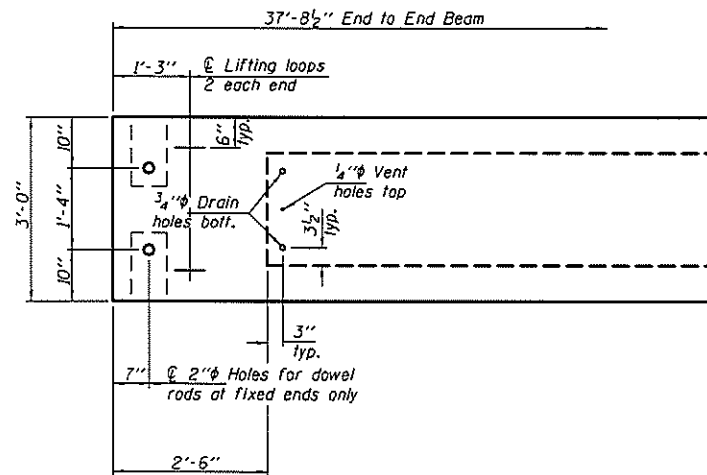 37'-8½" End to End Beam
1'-3"
℄ Lifting loops
2 each end
10"
6"
typ.
3'-0"
1'-4"
¾"ϕ Drain
holes bott.
¼"ϕ Vent
holes top
3½"
typ.
10"
3"
typ.
7"
℄ 2"ϕ Holes for dowel
rods at fixed ends only
2'-6"